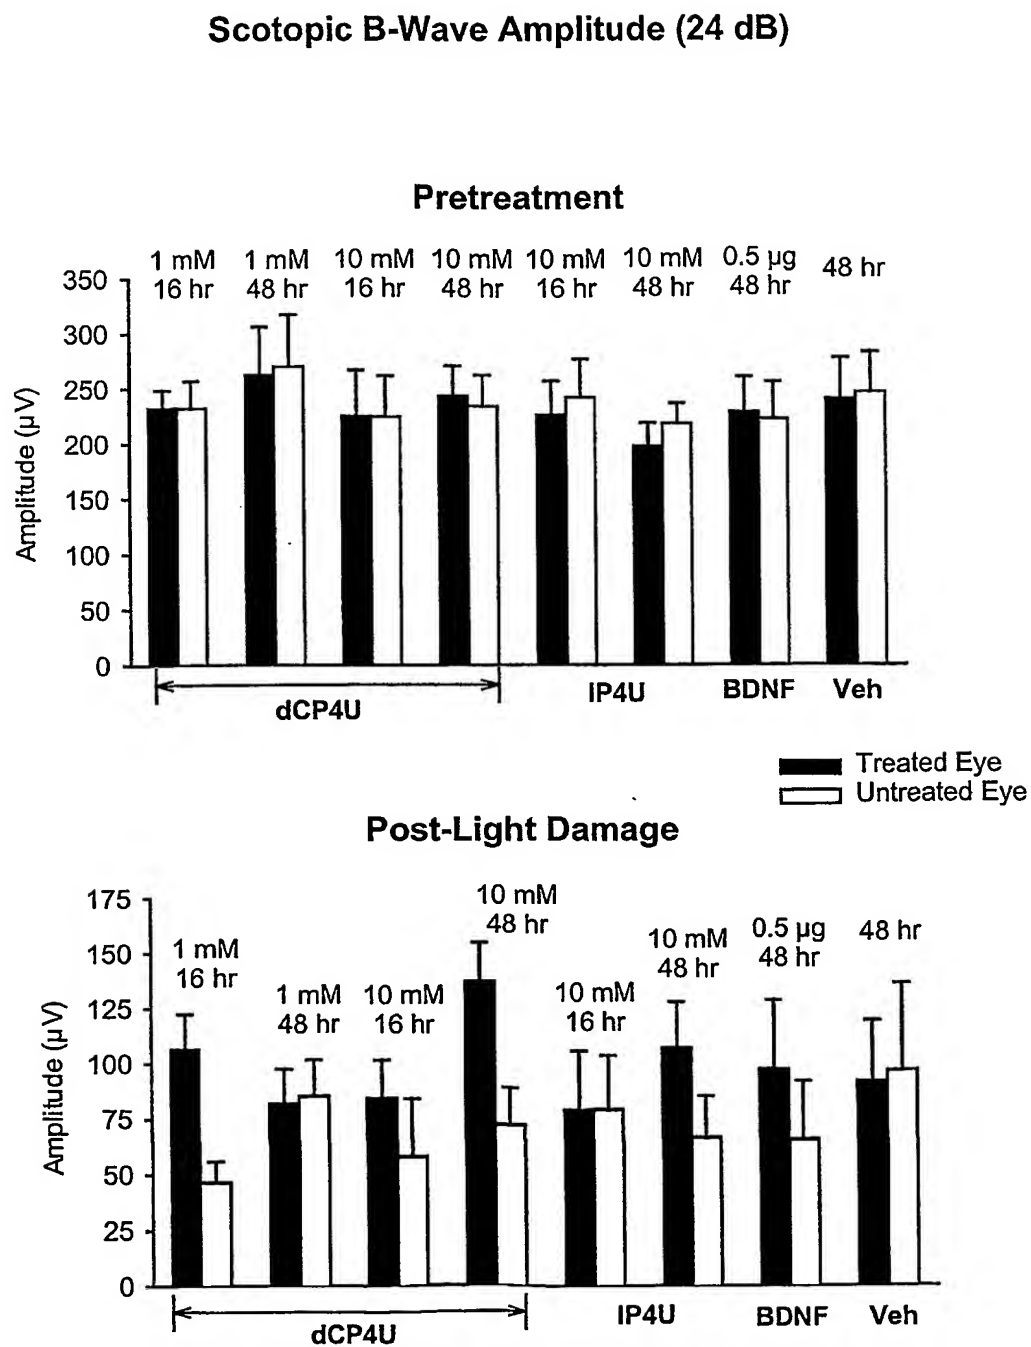 Scotopic B-Wave Amplitude (24 dB)
Pretreatment
1 mM 1 mM 10 mM 10 mM 10 mM 10 mM 0.5 µg 48 hr
16 hr 48 hr 16 hr 48 hr 16 hr 48 hr 48 hr
350
300
250
200
150
100
50
0
Amplitude (µV)
dCP4U IP4U BDNF Veh
Treated Eye
Untreated Eye
Post-Light Damage
1 mM
16 hr
1 mM
48 hr
10 mM
16 hr
10 mM
48 hr
10 mM
16 hr
10 mM
48 hr
0.5 µg
48 hr
48 hr
175
150
125
100
75
50
25
0
Amplitude (µV)
dCP4U IP4U BDNF Veh